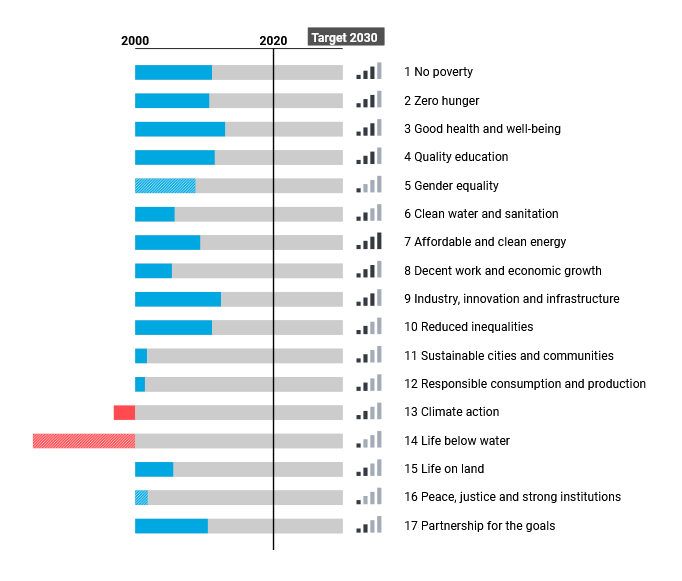 2000 2020 Target 2030
1 No poverty
2 Zero hunger
3 Good health and well-being
4 Quality education
5 Gender equality
6 Clean water and sanitation
7 Affordable and clean energy
8 Decent work and economic growth
9 Industry, innovation and infrastructure
10 Reduced inequalities
11 Sustainable cities and communities
12 Responsible consumption and production
13 Climate action
14 Life below water
15 Life on land
16 Peace, justice and strong institutions
17 Partnership for the goals